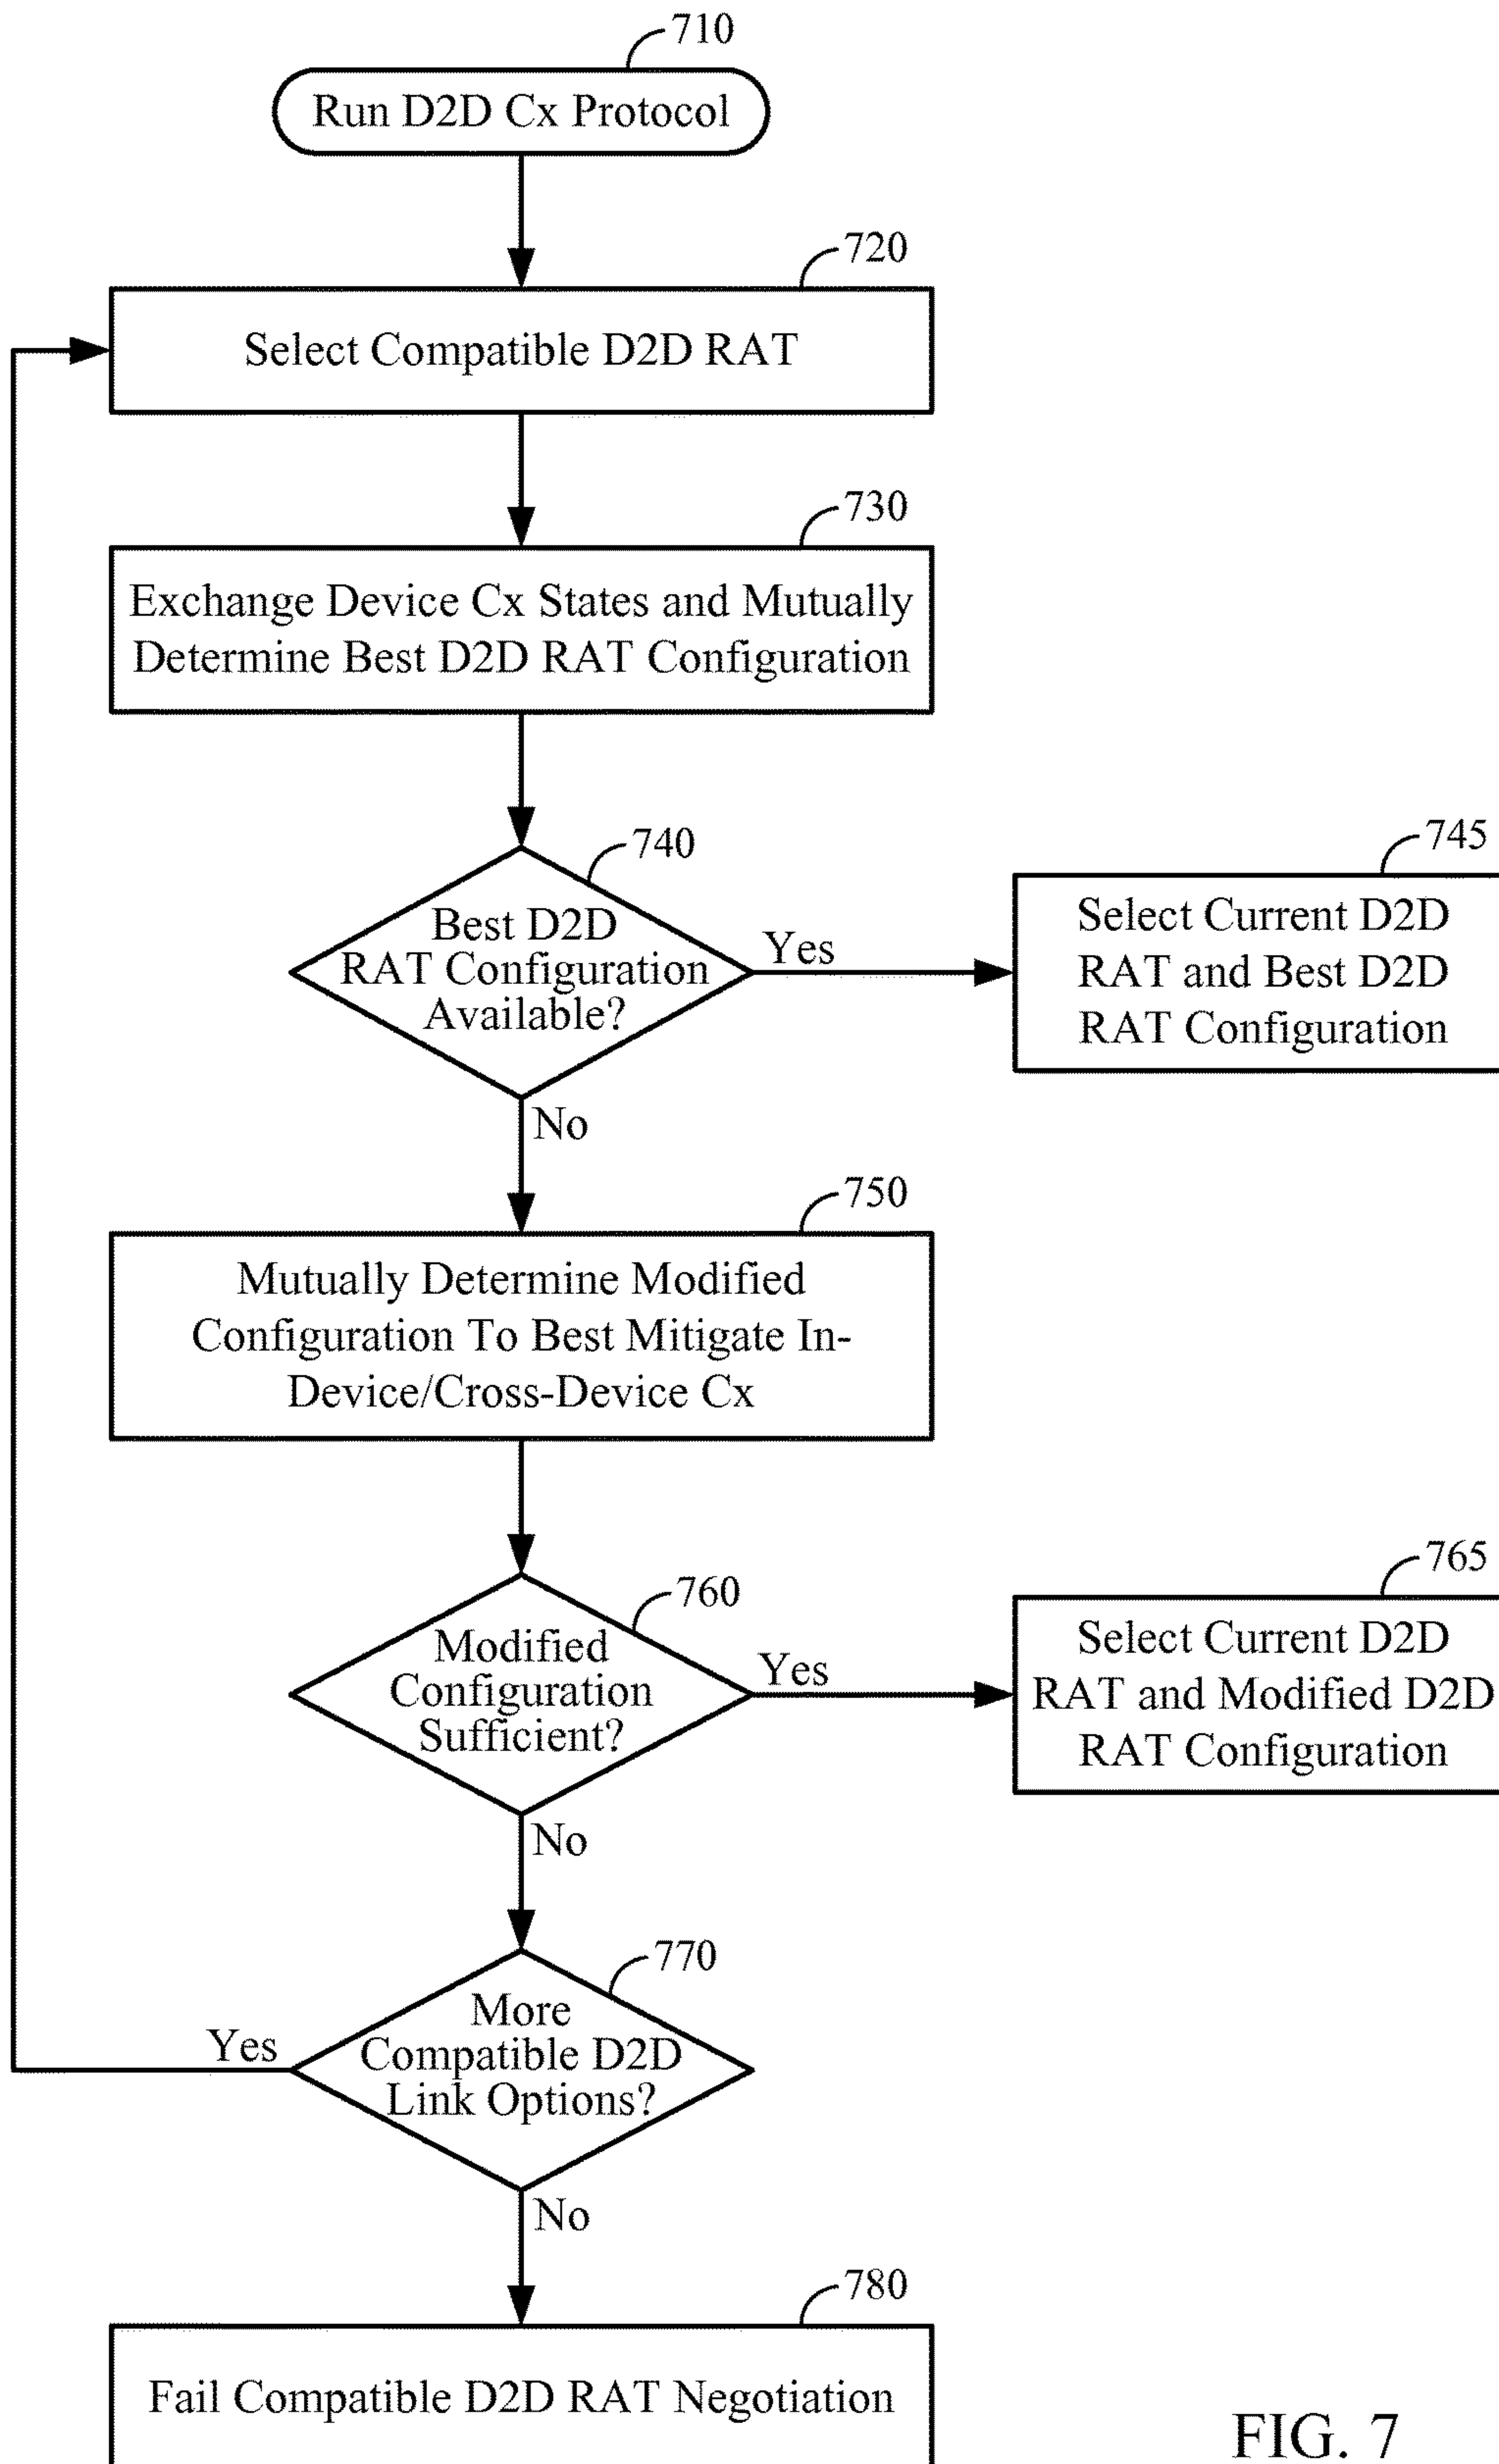 710
Run D2D Cx Protocol
720
Select Compatible D2D RAT
730
Exchange Device Cx States and Mutually
Determine Best D2D RAT Configuration
740
Best D2D
RAT Configuration
Available?
Yes
745
Select Current D2D
RAT and Best D2D
RAT Configuration
No
750
Mutually Determine Modified
Configuration To Best Mitigate In-
Device/Cross-Device Cx
760
Modified
Configuration
Sufficient?
Yes
765
Select Current D2D
RAT and Modified D2D
RAT Configuration
No
770
More
Compatible D2D
Link Options?
Yes
No
780
Fail Compatible D2D RAT Negotiation
FIG. 7